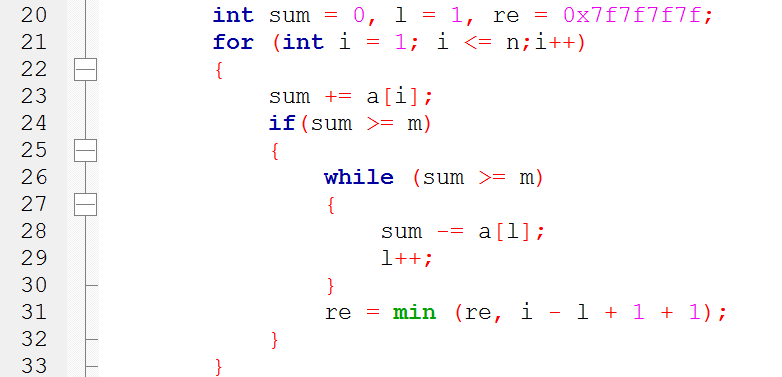 20 int sum = 0, l = 1, re = 0x7f7f7f7f;
21 for (int i = 1; i <= n;i++)
22 {
23 sum += a[i];
24 if(sum >= m)
25 {
26 while (sum >= m)
27 {
28 sum -= a[l];
29 l++;
30 }
31 re = min (re, i - l + 1 + 1);
32 }
33 }